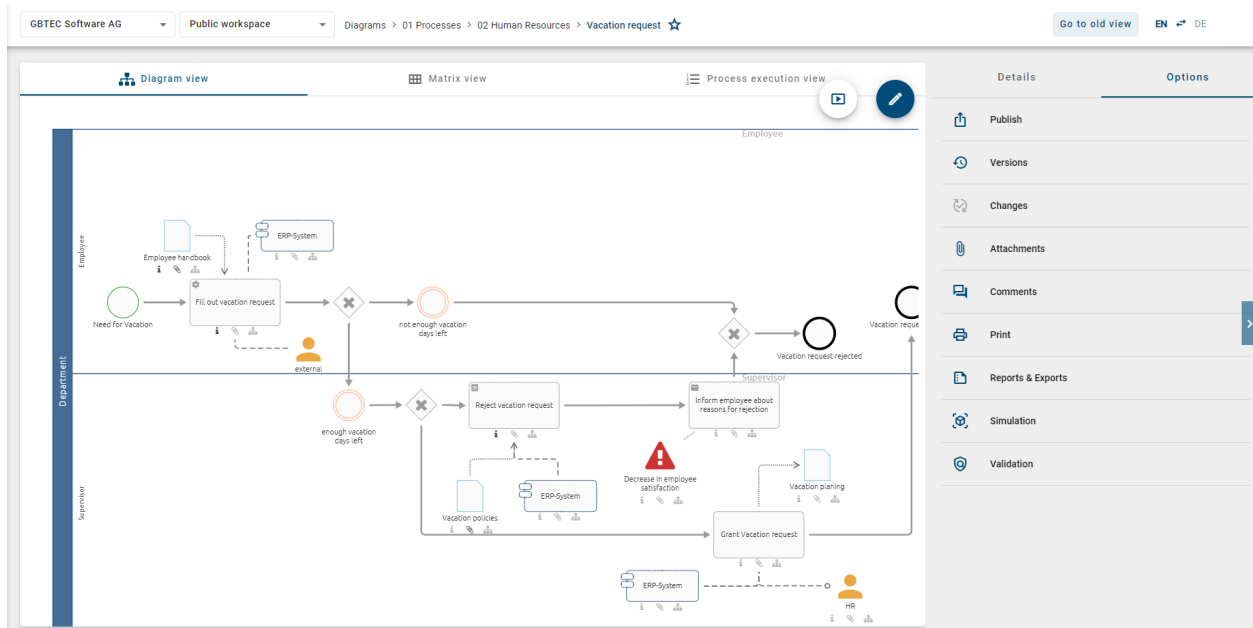 GBTEC Software AG
Public workspace
Diagrams > 01 Processes > 02 Human Resources > Vacation request
Go to old view
EN
DE
Diagram view
Matrix view
Process execution view
Details
Options
Publish
Versions
Changes
Attachments
Comments
Print
Reports & Exports
Simulation
Validation
Department
Employee
Employee
Employee handbook
ERP-System
Need for Vacation
Fill out vacation request
not enough vacation
days left
external
Vacation request rejected
Vacation reque
Supervisor
Supervisor
enough vacation
days left
Reject vacation request
Inform employee about
reasons for rejection
Decrease in employee
satisfaction
Vacation policies
ERP-System
Vacation planing
Grant Vacation request
ERP-System
HR